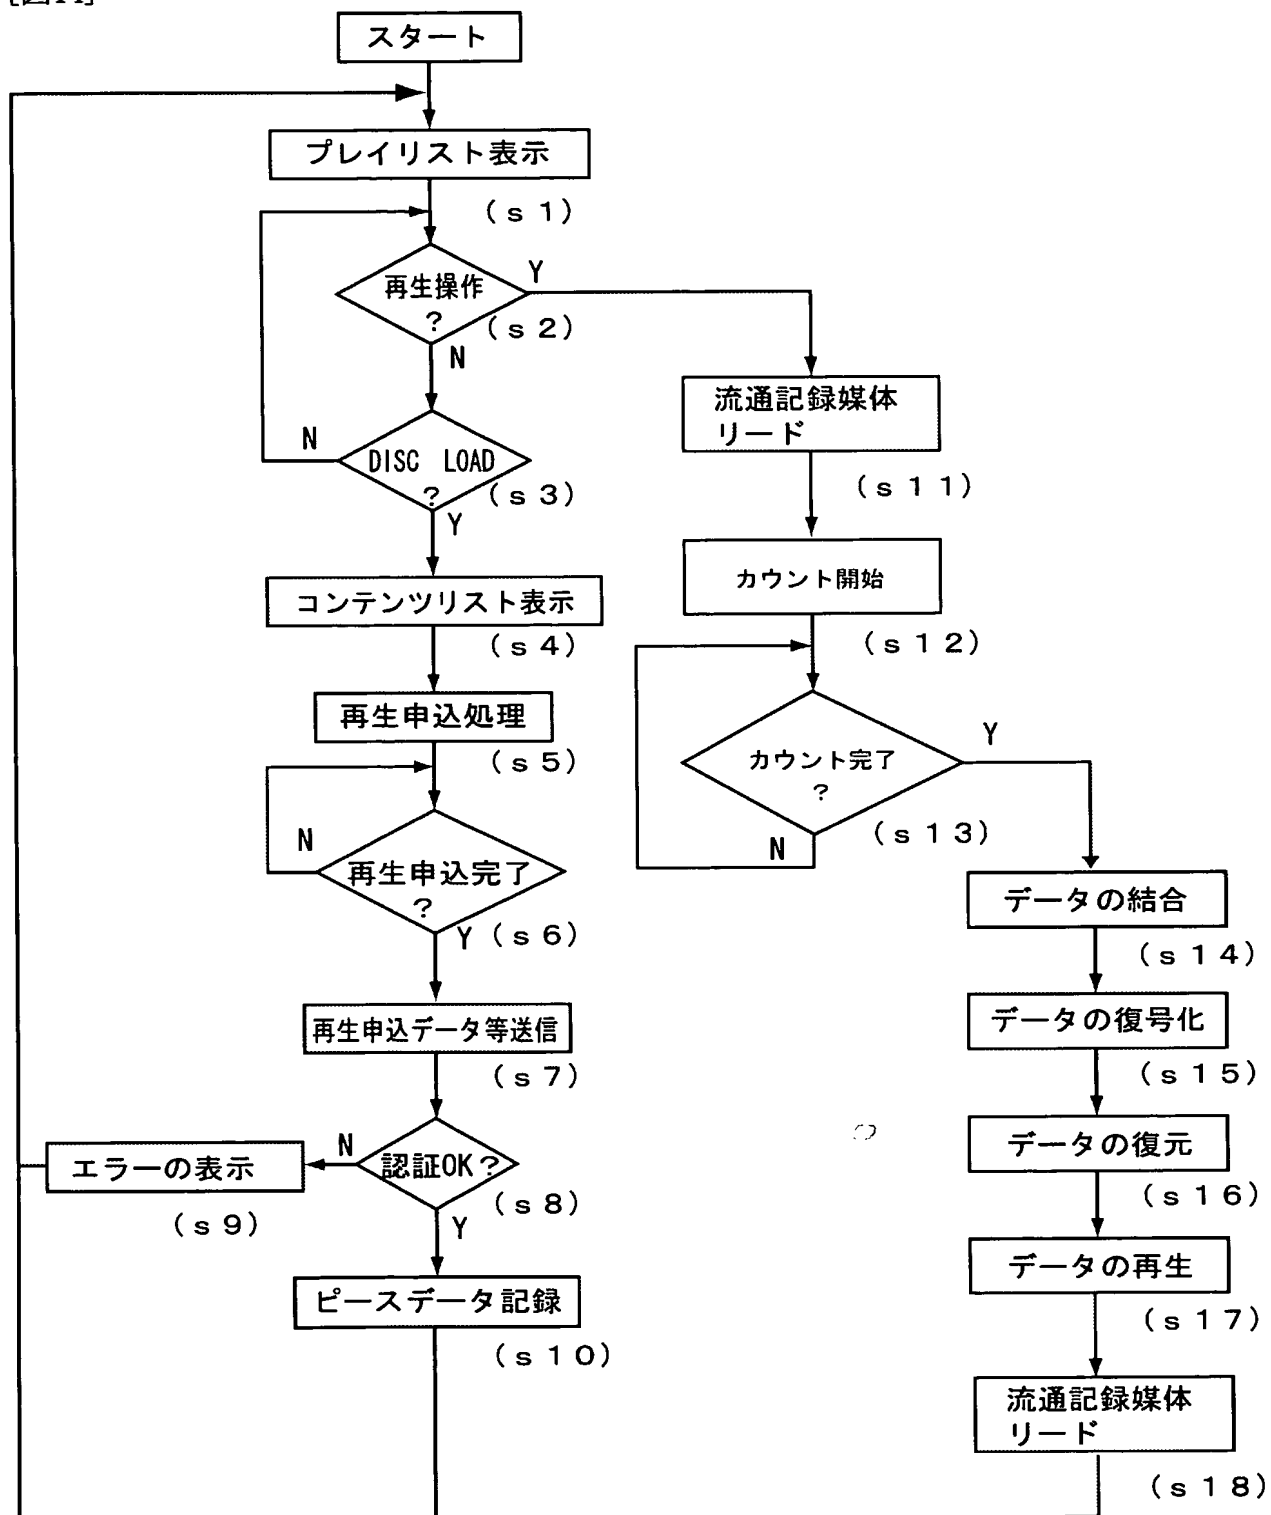 スタート
プレイリスト表示
(s1)
再生操作
?
(s2)
Y
N
DISC LOAD
?
(s3)
N
Y
コンテンツリスト表示
(s4)
再生申込処理
(s5)
再生申込完了
?
(s6)
N
Y
再生申込データ等送信
(s7)
認証OK?
(s8)
N
Y
エラーの表示
(s9)
ピースデータ記録
(s10)
流通記録媒体
リード
(s11)
カウント開始
(s12)
カウント完了
?
(s13)
N
Y
データの結合
(s14)
データの復号化
(s15)
データの復元
(s16)
データの再生
(s17)
流通記録媒体
リード
(s18)